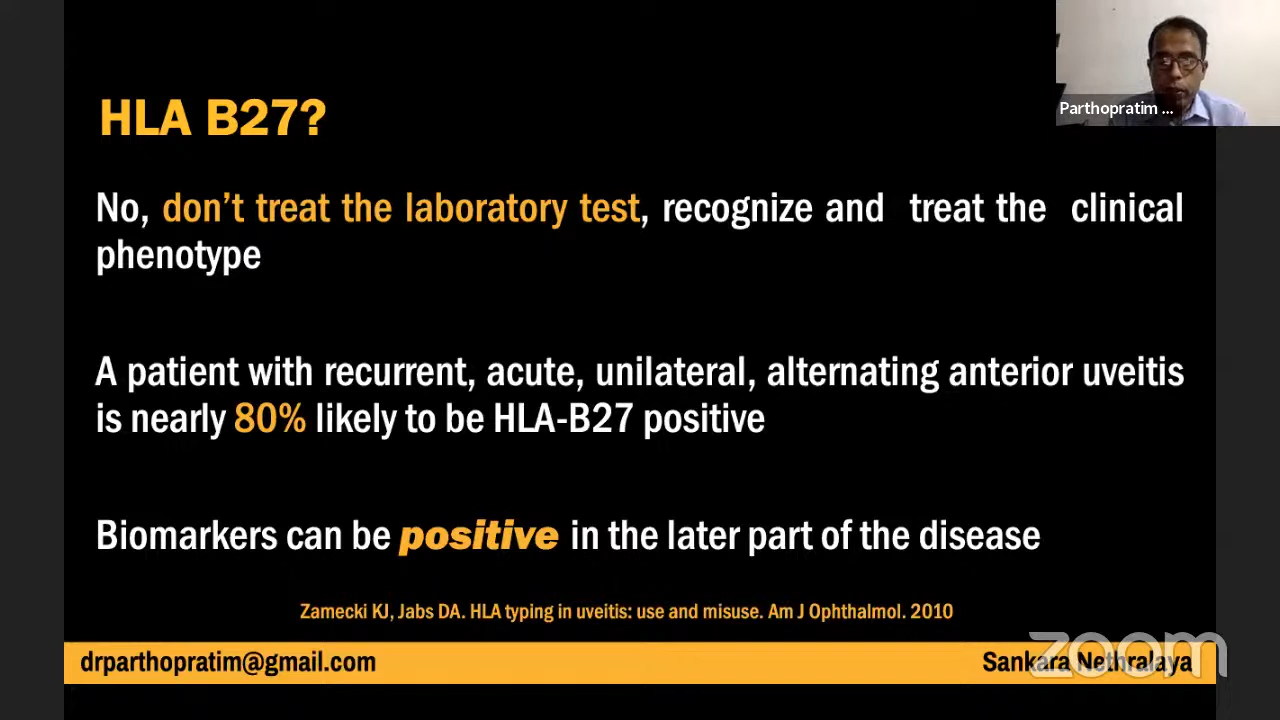 HLA B27?
Parthopratim ...
No, don't treat the laboratory test, recognize and treat the clinical
phenotype
A patient with recurrent, acute, unilateral, alternating anterior uveitis
is nearly 80% likely to be HLA-B27 positive
Biomarkers can be positive in the later part of the disease
Zamecki KJ, Jabs DA. HLA typing in uveitis: use and misuse. Am J Ophthalmol. 2010
drparthopratim@gmail.com
Sankara Nethralaya
zoom